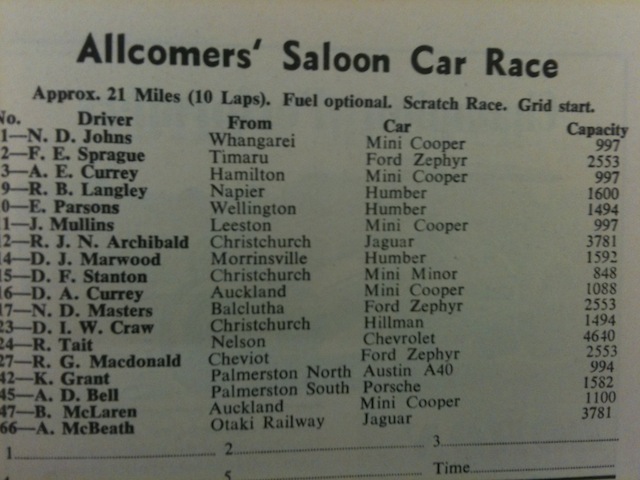 Allcomers' Saloon Car Race
Approx. 21 Miles (10 Laps). Fuel optional. Scratch Race. Grid start.
No. Driver From Car Capacity
1—N. D. Johns Whangarei Mini Cooper 997
2—F. E. Sprague Timaru Ford Zephyr 2553
3—A. E. Currey Hamilton Mini Cooper 997
9—R. B. Langley Napier Humber 1600
0—E. Parsons Wellington Humber 1494
1—J. Mullins Leeston Mini Cooper 997
12—R. J. N. Archibald Christchurch Jaguar 3781
14—D. J. Marwood Morrinsville Humber 1592
15—D. F. Stanton Christchurch Mini Minor 848
16—D. A. Currey Auckland Mini Cooper 1088
17—N. D. Masters Balclutha Ford Zephyr 2553
23—D. I. W. Craw Christchurch Hillman 1494
24—R. Tait Nelson Chevrolet 4640
27—R. G. Macdonald Cheviot Ford Zephyr 2553
42—K. Grant Palmerston North Austin A40 994
45—A. D. Bell Palmerston South Porsche 1582
47—B. McLaren Auckland Mini Cooper 1100
66—A. McBeath Otaki Railway Jaguar 3781
1 2 3
4 5 Time